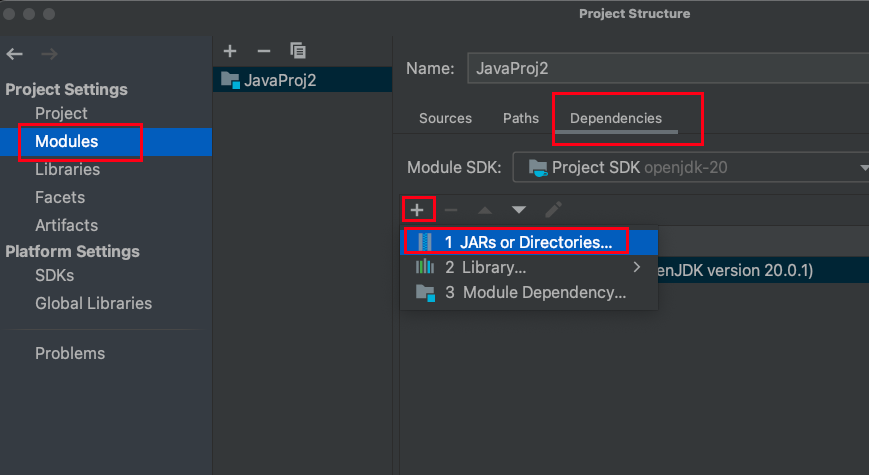 Project Structure
Project Settings
Project
Modules
Libraries
Facets
Artifacts
Platform Settings
SDKs
Global Libraries
Problems
JavaProj2
Name: JavaProj2
Sources Paths Dependencies
Module SDK: Project SDK openjdk-20
1 JARs or Directories...
2 Library...
3 Module Dependency...
enJDK version 20.0.1)